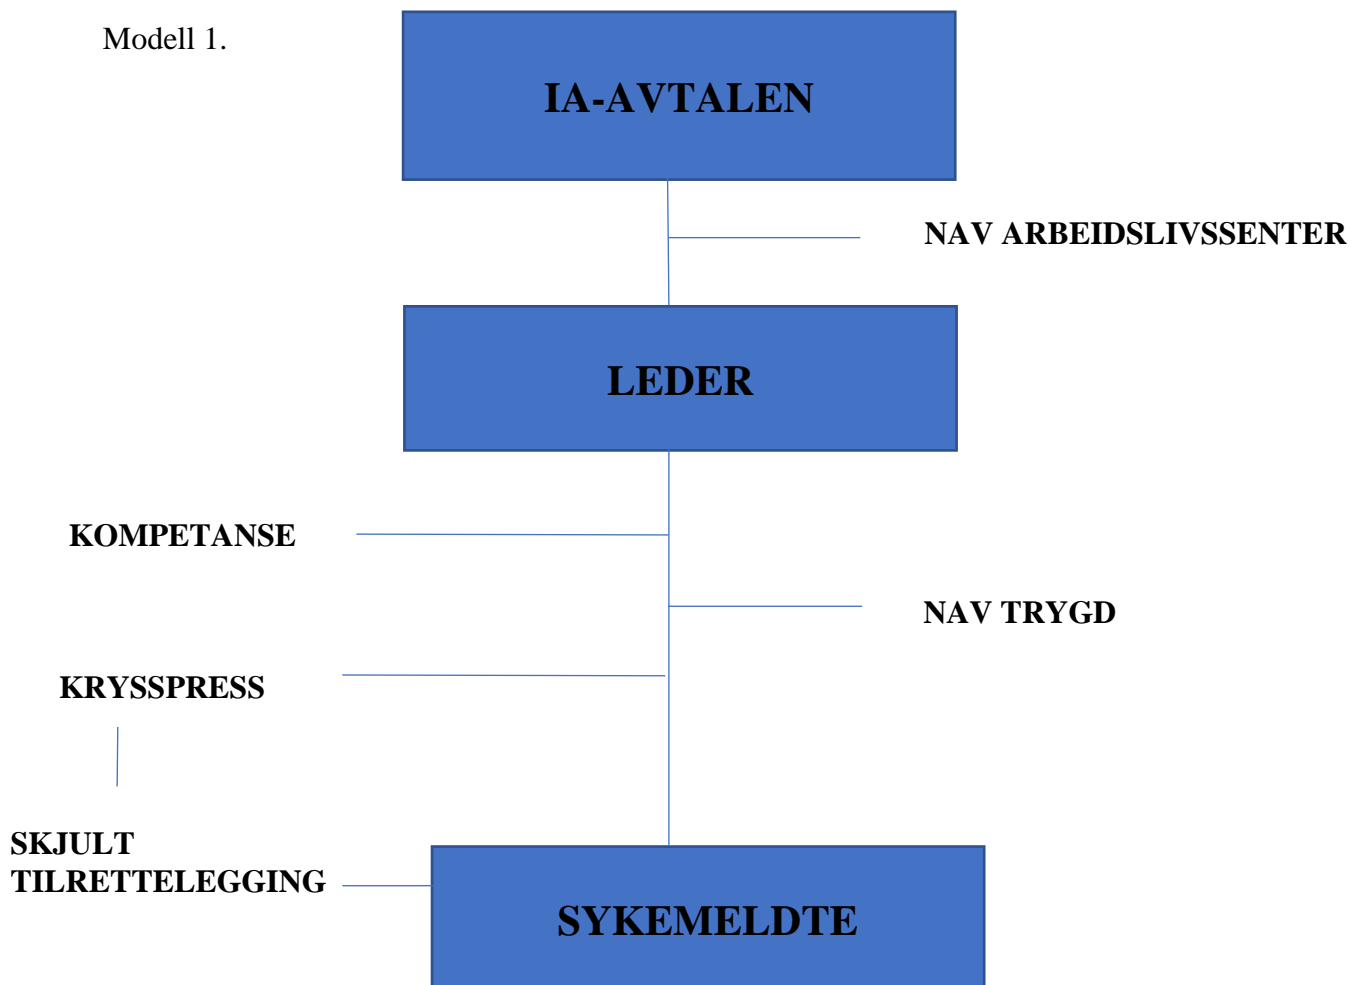 Modell 1.
IA-AVTALEN
NAV ARBEIDSLIVSSENTER
LEDER
KOMPETANSE
NAV TRYGD
KRYSSPRESS
SKJULT
TILRETTELEGGING
SYKEMELDTE